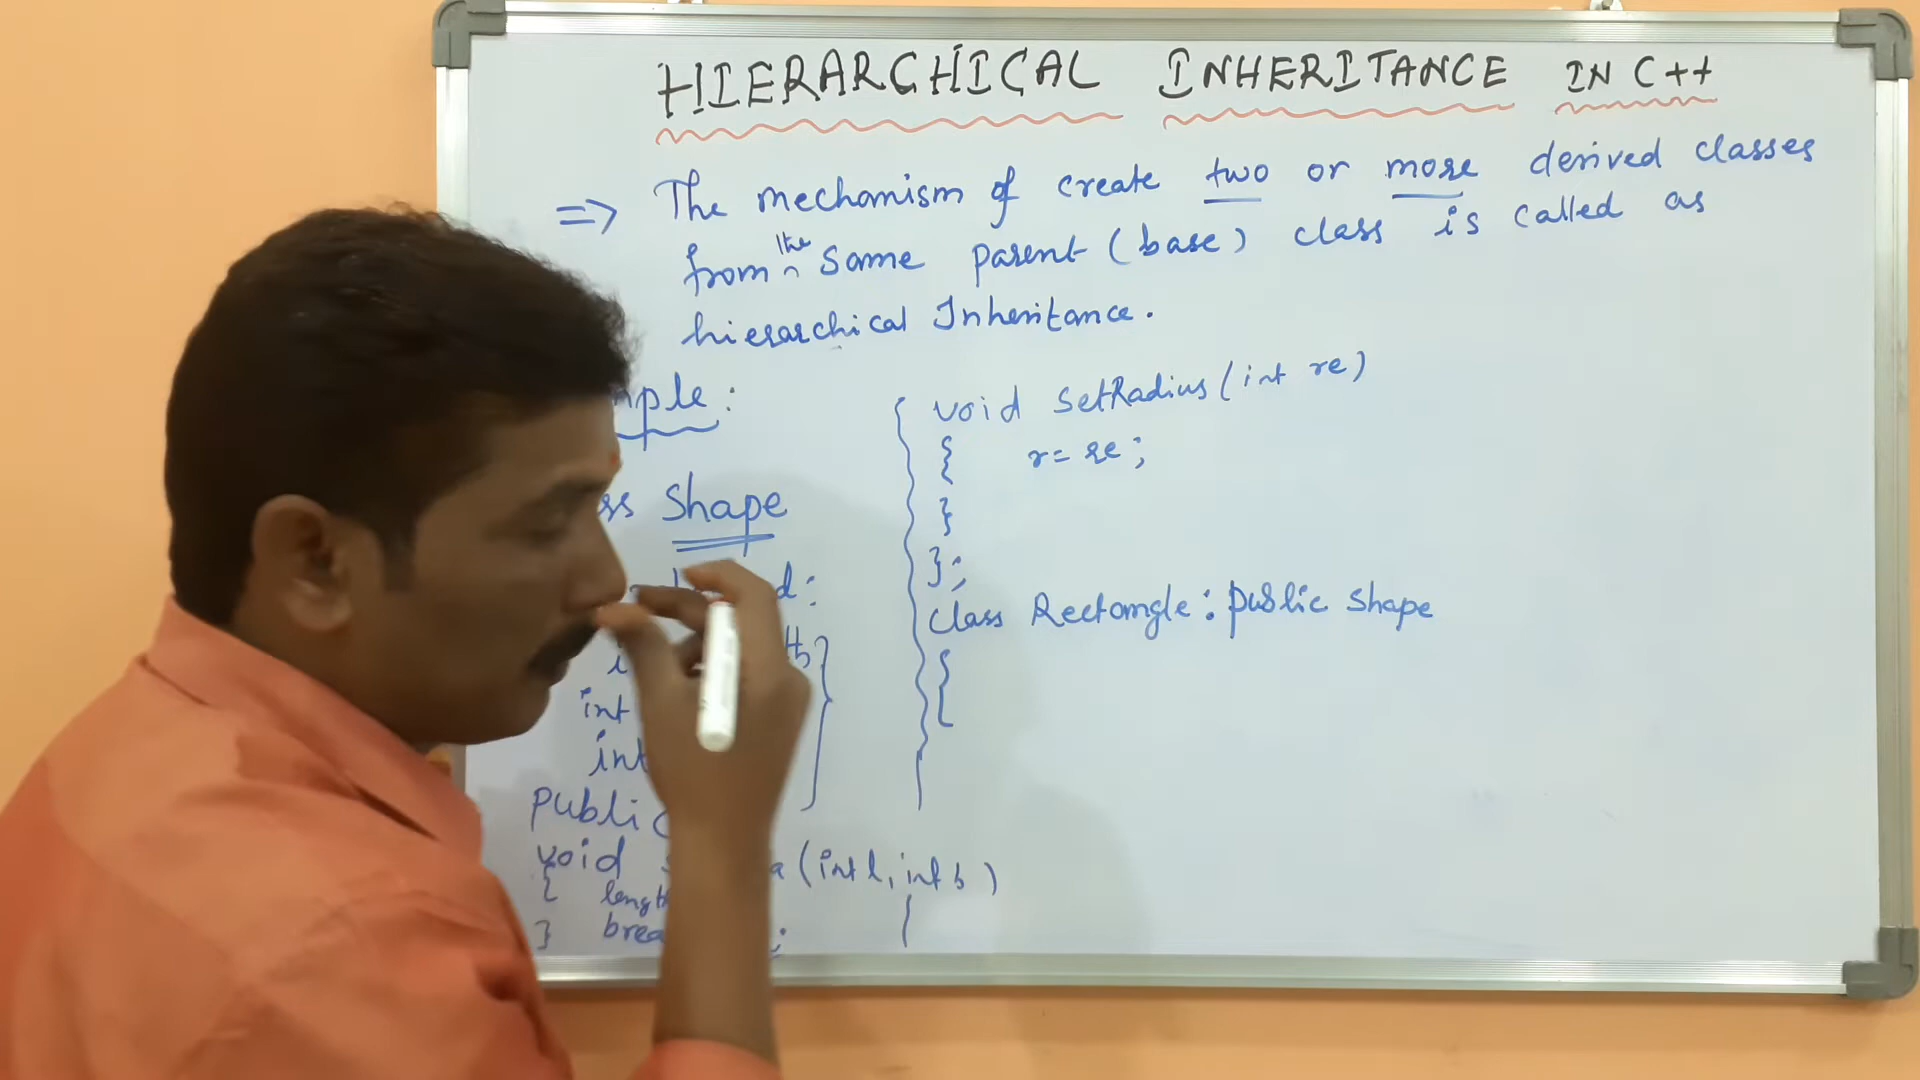 HIERARCHICAL INHERITANCE IN C++
=> The mechanism of create two or more derived classes
from the same parent (base) class is called as
hierarchical Inheritance.
mple:
ss Shape
d:
th
int
int
public
void a (int l, int b)
{ length
} brea ;
void setRadius (int re)
{ r = re;
}
};
class Rectangle : public shape
{